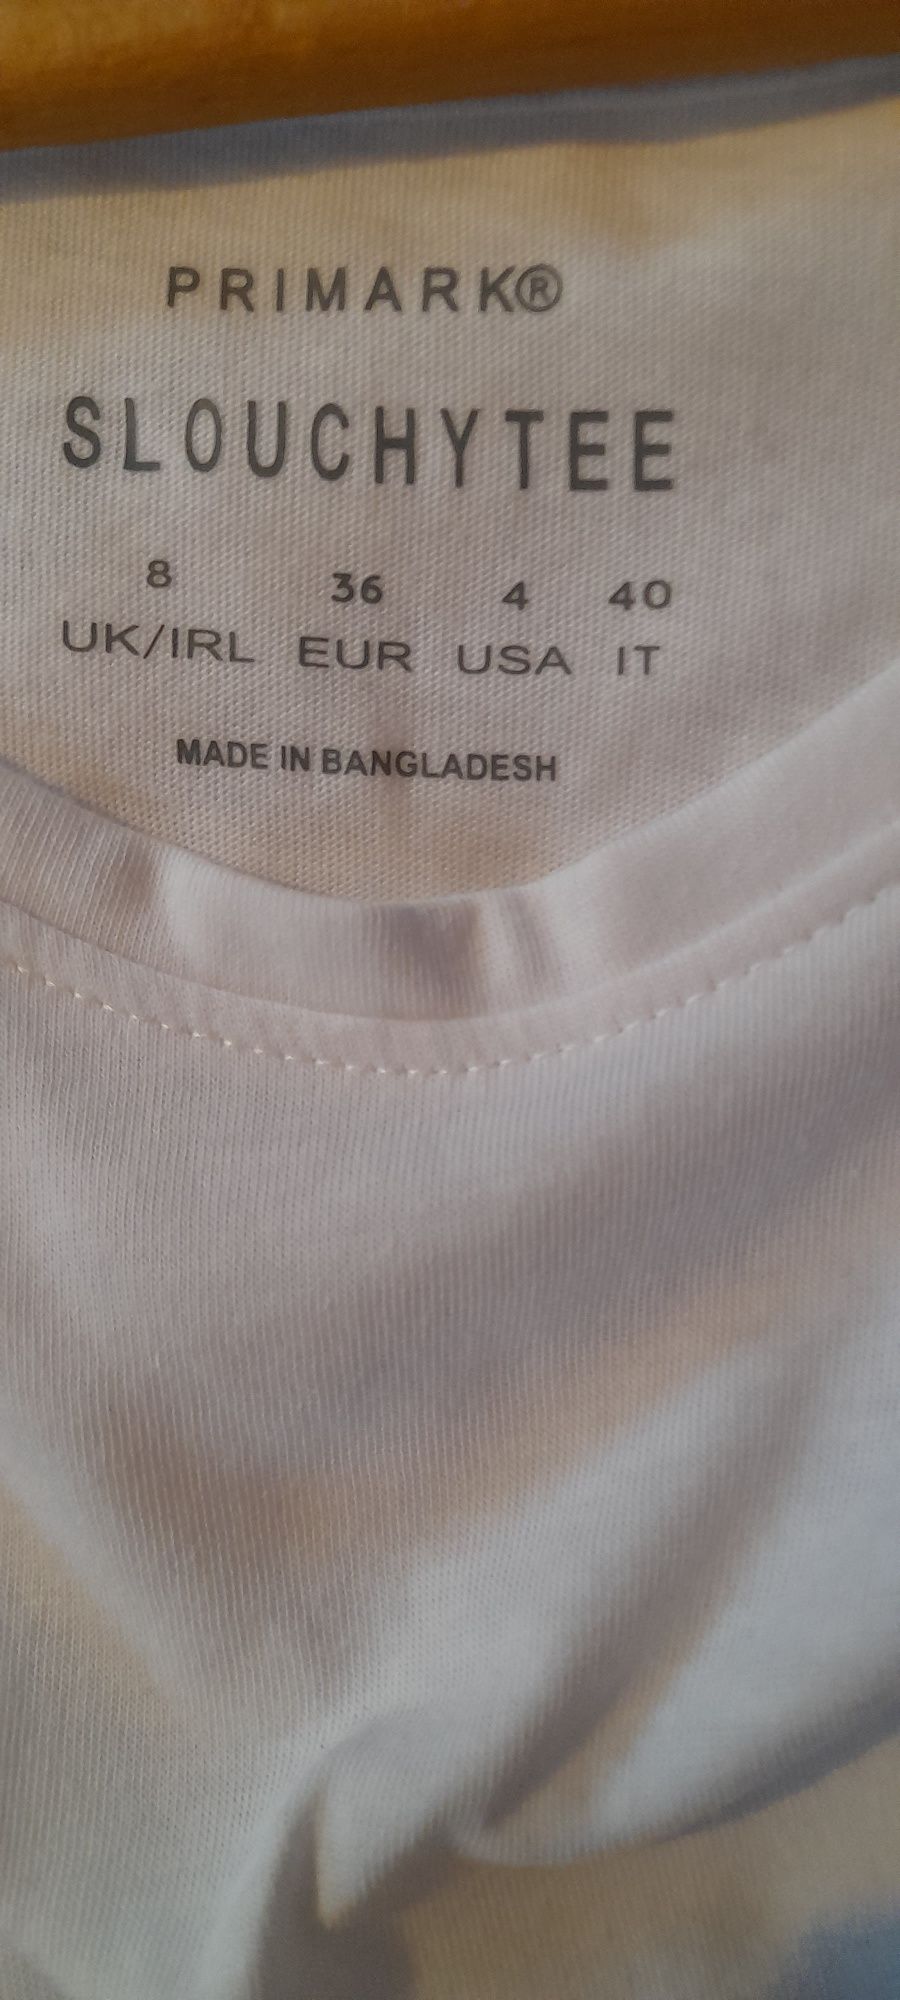 PRIMARK®
SLOUCHYTEE
8 36 4 40
UK/IRL EUR USA IT
MADE IN BANGLADESH